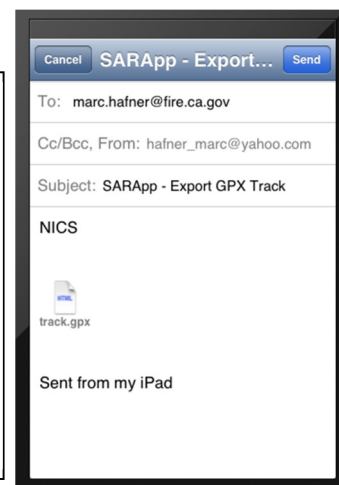 Cancel SARApp - Export... Send
To: marc.hafner@fire.ca.gov
Cc/Bcc, From: hafner_marc@yahoo.com
Subject: SARApp - Export GPX Track
NICS
HTML
track.gpx
Sent from my iPad